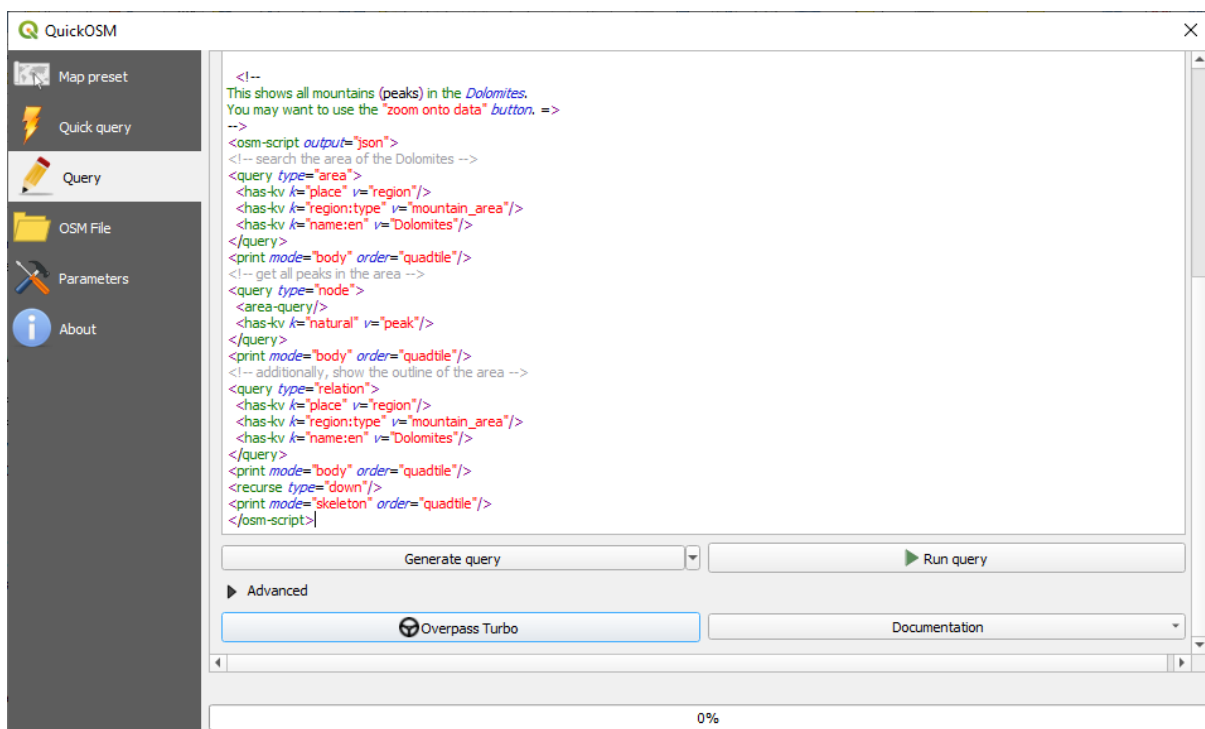 QuickOSM
Map preset
Quick query
Query
OSM File
Parameters
About
<!--
This shows all mountains (peaks) in the Dolomites.
You may want to use the "zoom onto data" button. =>
-->
<osm-script output="json">
<!-- search the area of the Dolomites -->
<query type="area">
<has-kv k="place" v="region"/>
<has-kv k="region:type" v="mountain_area"/>
<has-kv k="name:en" v="Dolomites"/>
</query>
<print mode="body" order="quadtile"/>
<!-- get all peaks in the area -->
<query type="node">
<area-query/>
<has-kv k="natural" v="peak"/>
</query>
<print mode="body" order="quadtile"/>
<!-- additionally, show the outline of the area -->
<query type="relation">
<has-kv k="place" v="region"/>
<has-kv k="region:type" v="mountain_area"/>
<has-kv k="name:en" v="Dolomites"/>
</query>
<print mode="body" order="quadtile"/>
<recurse type="down"/>
<print mode="skeleton" order="quadtile"/>
</osm-script>
Generate query
Run query
Advanced
Overpass Turbo
Documentation
0%